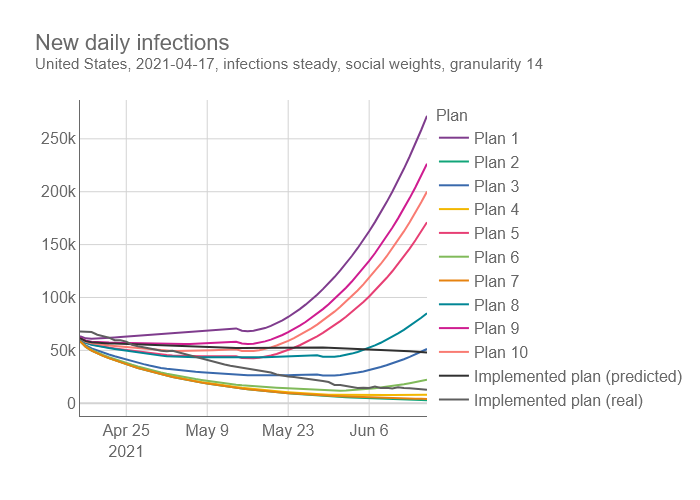 New daily infections
United States, 2021-04-17, infections steady, social weights, granularity 14
Plan
250k
200k
150k
100k
50k
0
Plan 1
Plan 2
Plan 3
Plan 4
Plan 5
Plan 6
Plan 7
Plan 8
Plan 9
Plan 10
Implemented plan (predicted)
Implemented plan (real)
Apr 25
2021
May 9
May 23
Jun 6